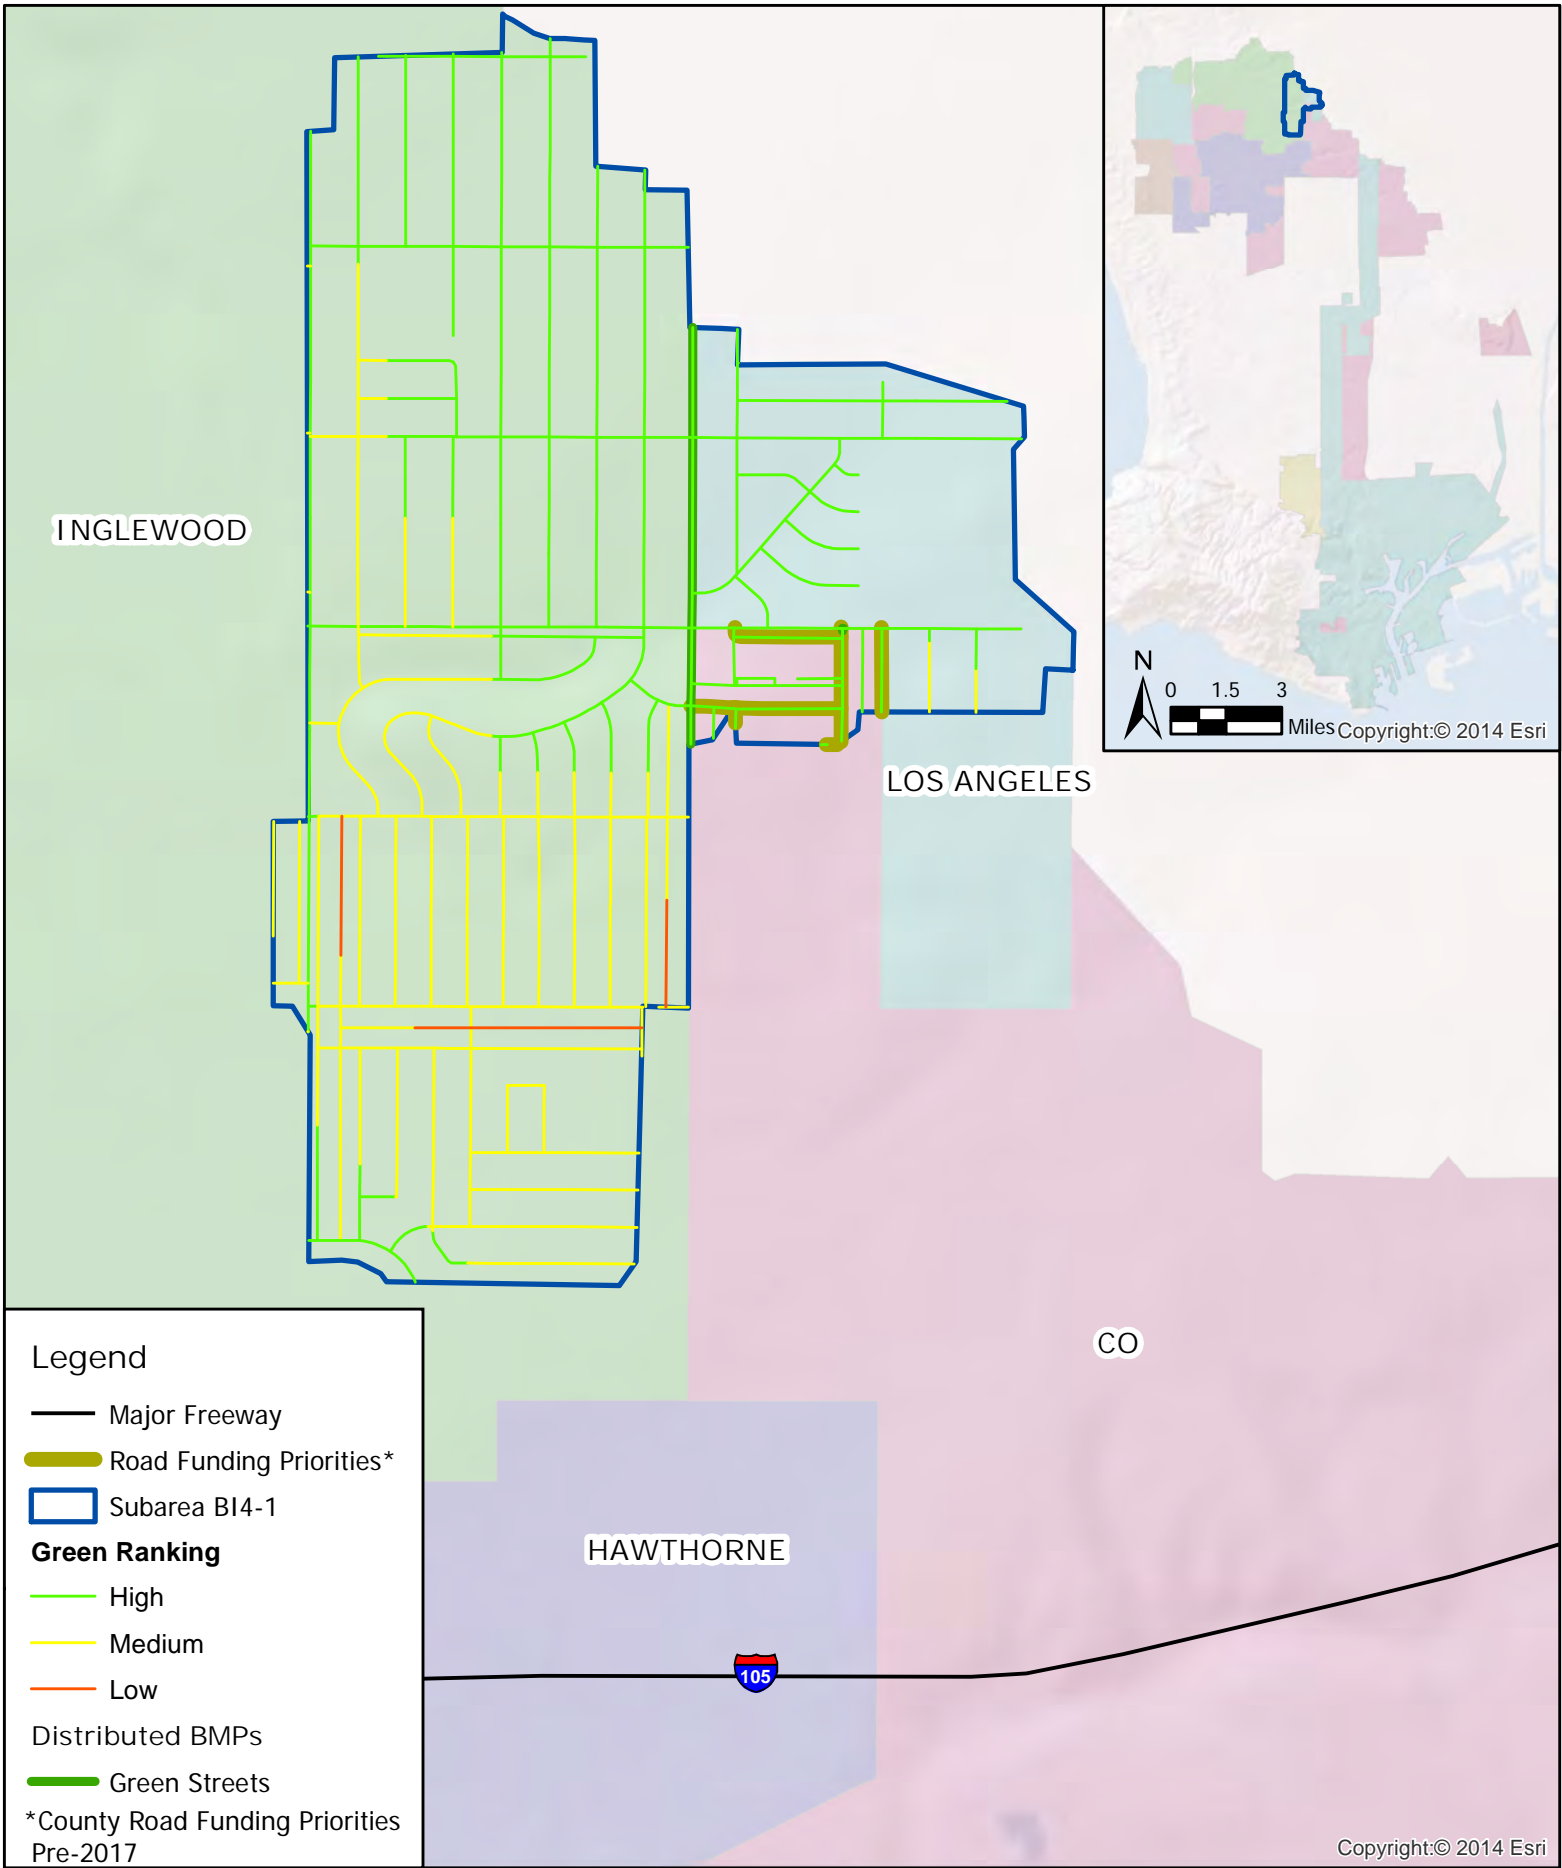 INGLEWOOD
LOS ANGELES
CO
HAWTHORNE
105
N
0 1.5 3
Miles
Copyright:© 2014 Esri
Legend
Major Freeway
Road Funding Priorities*
Subarea BI4-1
Green Ranking
High
Medium
Low
Distributed BMPs
Green Streets
*County Road Funding Priorities
Pre-2017
Copyright:© 2014 Esri